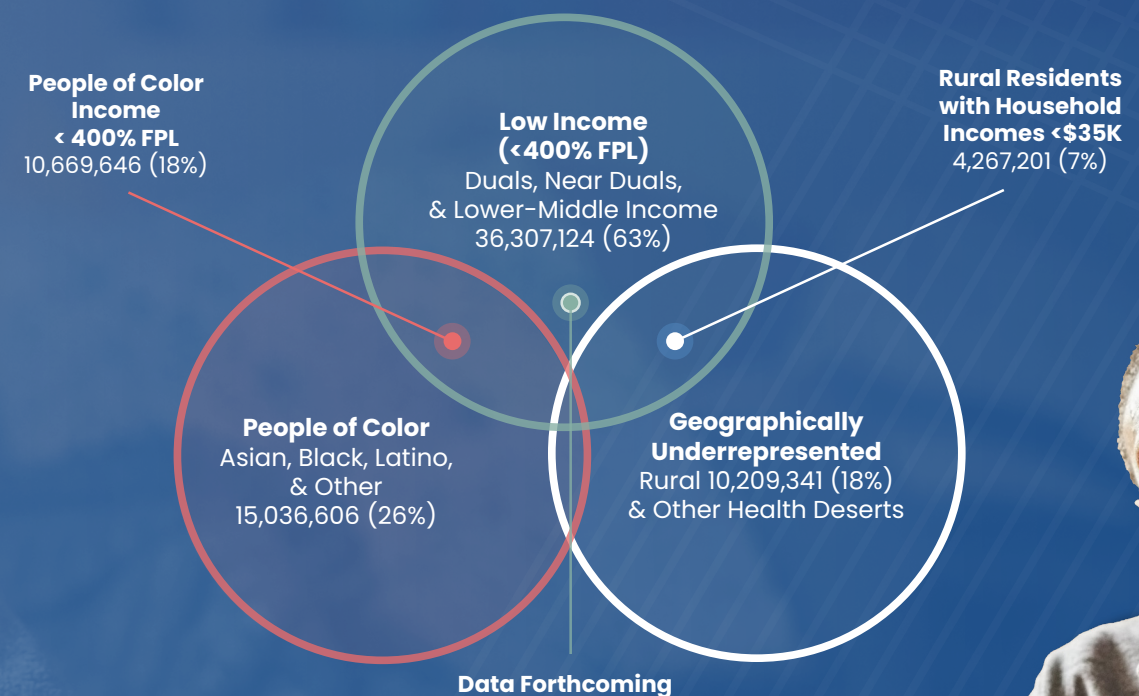 People of Color
Income
< 400% FPL
10,669,646 (18%)
Low Income
(<400% FPL)
Duals, Near Duals,
& Lower-Middle Income
36,307,124 (63%)
Rural Residents
with Household
Incomes <$35K
4,267,201 (7%)
People of Color
Asian, Black, Latino,
& Other
15,036,606 (26%)
Geographically
Underrepresented
Rural 10,209,341 (18%)
& Other Health Deserts
Data Forthcoming